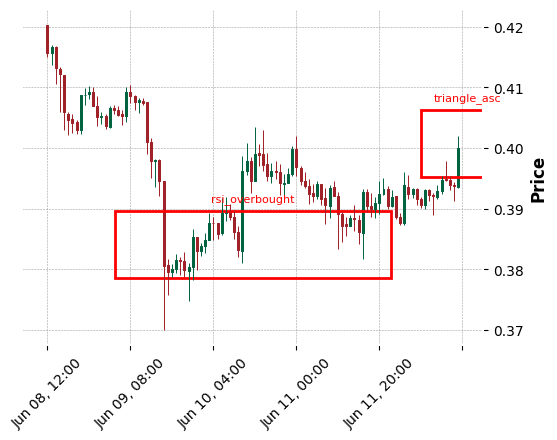 0.42
0.41
triangle_asc
0.40
Price
rsi_overbought
0.39
0.38
0.37
Jun 08, 12:00
Jun 09, 08:00
Jun 10, 04:00
Jun 11, 00:00
Jun 11, 20:00